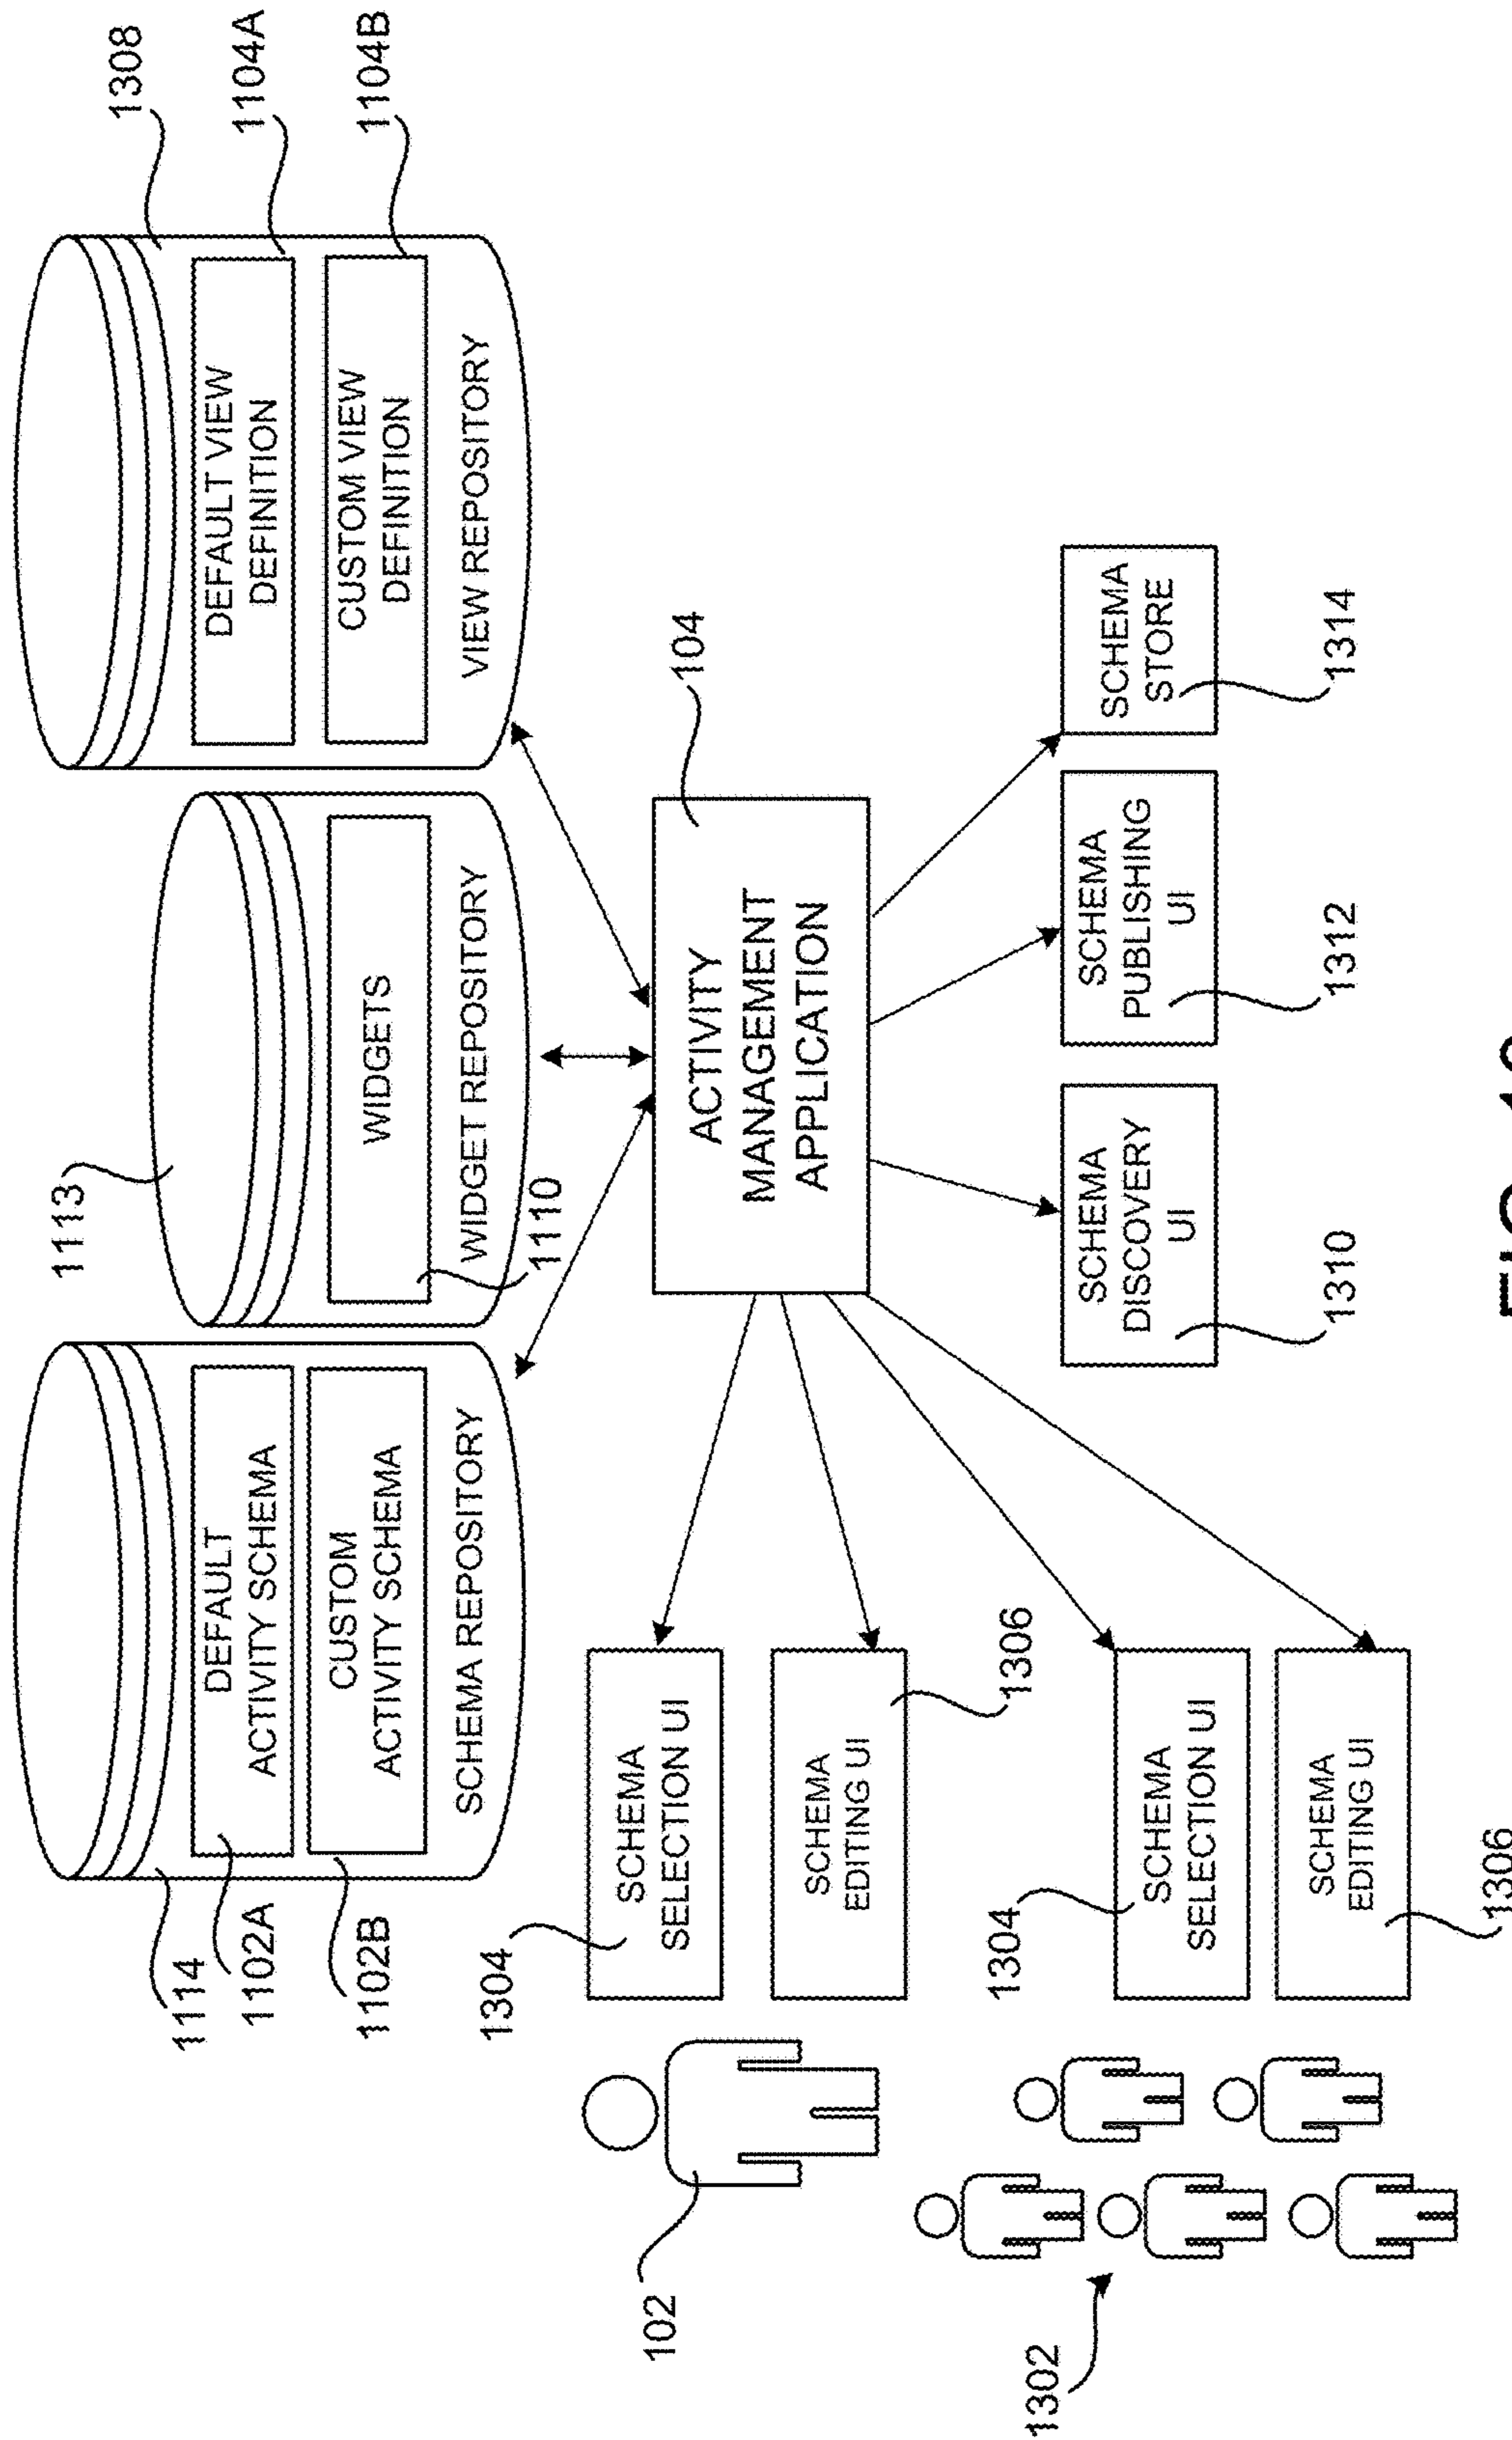 1114
1102A
1102B
DEFAULT
ACTIVITY SCHEMA
CUSTOM
ACTIVITY SCHEMA
SCHEMA REPOSITORY
1113
WIDGETS
WIDGET REPOSITORY
1110
1308
1104A
1104B
DEFAULT VIEW
DEFINITION
CUSTOM VIEW
DEFINITION
VIEW REPOSITORY
102
1304
SCHEMA
SELECTION UI
SCHEMA
EDITING UI
1306
ACTIVITY
MANAGEMENT
APPLICATION
104
1302
1304
SCHEMA
SELECTION UI
SCHEMA
EDITING UI
1306
SCHEMA
DISCOVERY
UI
1310
SCHEMA
PUBLISHING
UI
1312
SCHEMA
STORE
1314